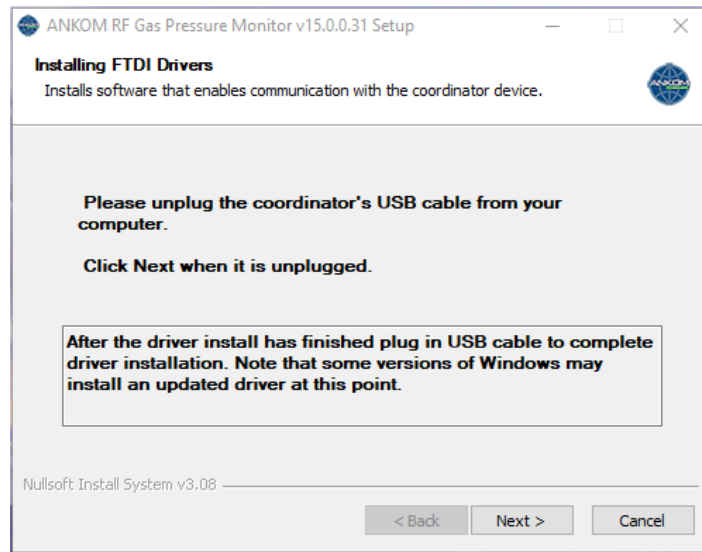 ANKOM RF Gas Pressure Monitor v15.0.0.31 Setup
Installing FTDI Drivers
Installs software that enables communication with the coordinator device.
ANKOM
Please unplug the coordinator's USB cable from your
computer.
Click Next when it is unplugged.
After the driver install has finished plug in USB cable to complete
driver installation. Note that some versions of Windows may
install an updated driver at this point.
Nullsoft Install System v3.08
< Back
Next >
Cancel